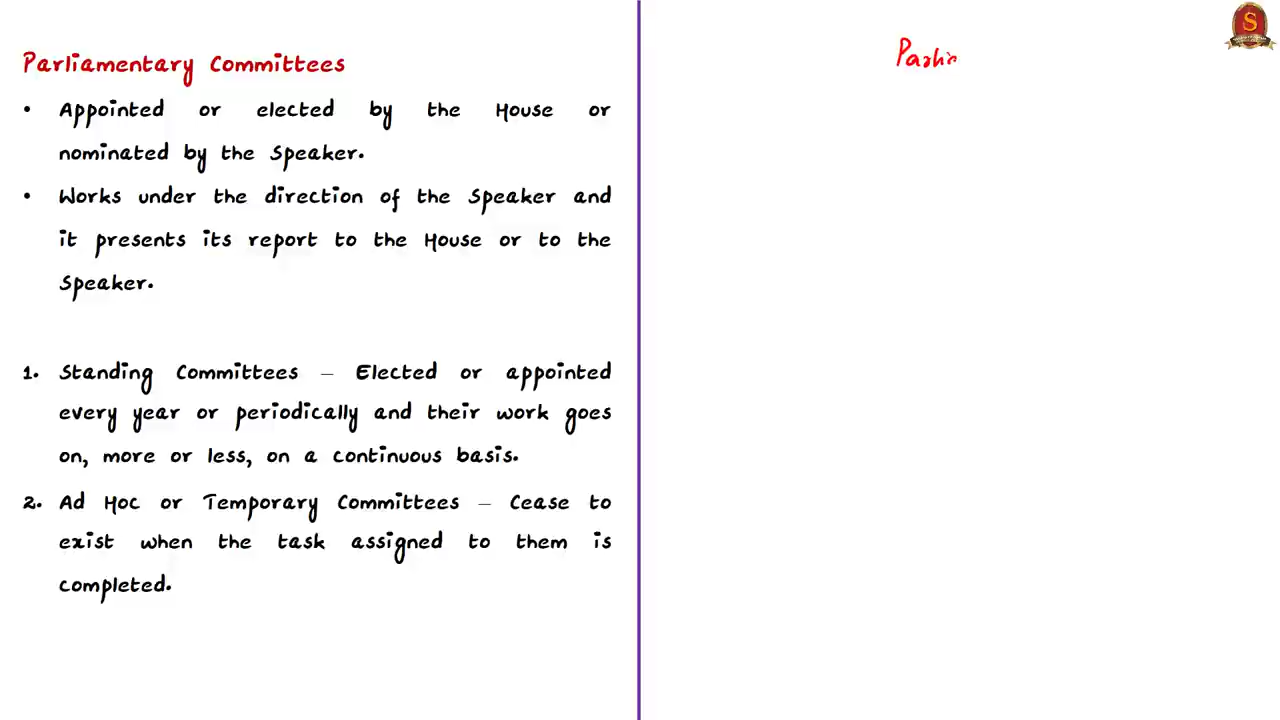 Parliamentary Committees
• Appointed or elected by the House or
nominated by the Speaker.
• Works under the direction of the Speaker and
it presents its report to the House or to the
Speaker.
1. Standing Committees – Elected or appointed
every year or periodically and their work goes
on, more or less, on a continuous basis.
2. Ad Hoc or Temporary Committees – Cease to
exist when the task assigned to them is
completed.
S